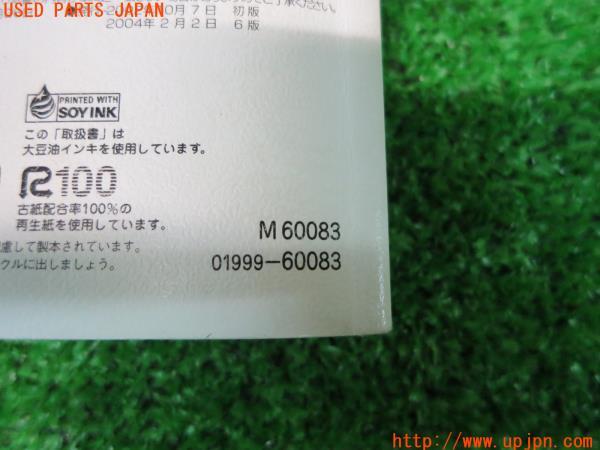 USED PARTS JAPAN
月7日 初版
2004年2月2日 6版
PRINTED WITH
SOY INK
この「取扱書」は
大豆油インキを使用しています。
R100
古紙配合率100%の
再生紙を使用しています。
慮して製本されています。
クルに出しましょう。
M 60083
01999-60083
http://www.upjpn.com/